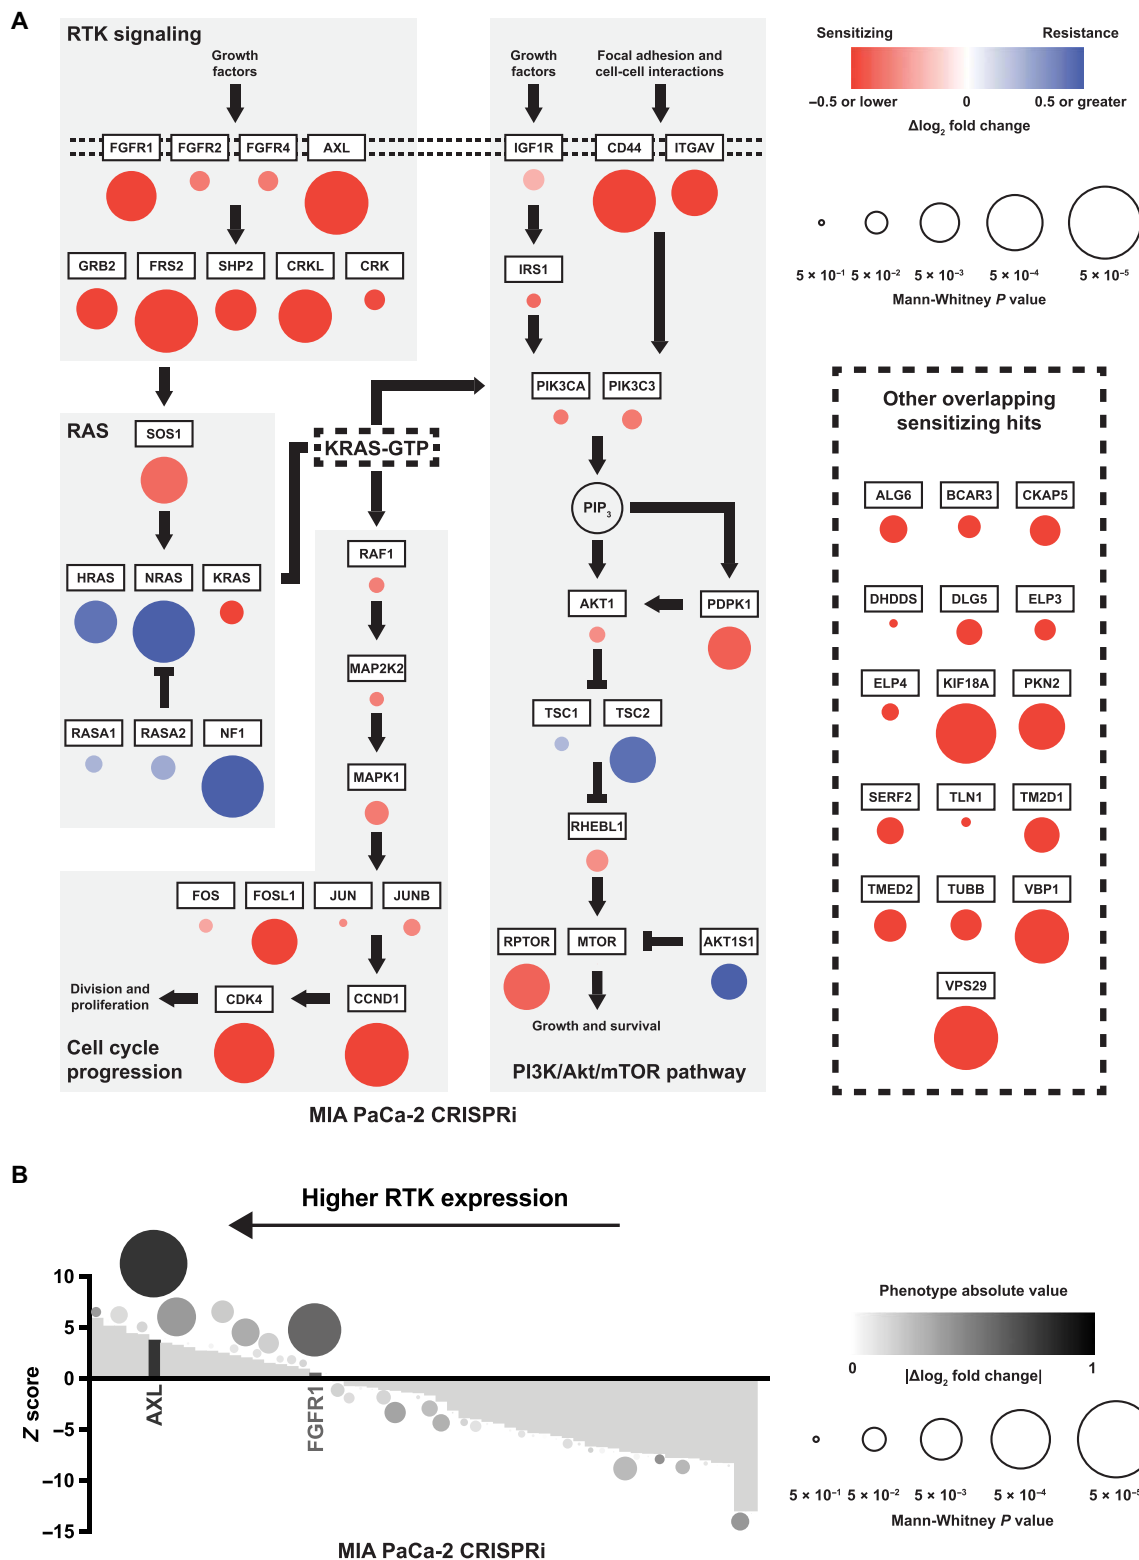 A
RTK signaling
Growth
factors
FGFR1 FGFR2 FGFR4 AXL
GRB2 FRS2 SHP2 CRKL CRK
RAS
SOS1
KRAS-GTP
HRAS NRAS KRAS
RASA1 RASA2 NF1
RAF1
MAP2K2
MAPK1
FOS FOSL1 JUN JUNB
Division and
proliferation
CDK4 CCND1
Cell cycle
progression
Growth
factors
Focal adhesion and
cell-cell interactions
IGF1R CD44 ITGAV
IRS1
PIK3CA PIK3C3
PIP3
AKT1 PDPK1
TSC1 TSC2
RHEBL1
RPTOR MTOR AKT1S1
Growth and survival
PI3K/Akt/mTOR pathway
MIA PaCa-2 CRISPRi
Sensitizing Resistance
−0.5 or lower 0 0.5 or greater
Δlog2 fold change
5 × 10−1 5 × 10−2 5 × 10−3 5 × 10−4 5 × 10−5
Mann-Whitney P value
Other overlapping
sensitizing hits
ALG6 BCAR3 CKAP5
DHDDS DLG5 ELP3
ELP4 KIF18A PKN2
SERF2 TLN1 TM2D1
TMED2 TUBB VBP1
VPS29
B
Higher RTK expression
Z score
10
5
0
−5
−10
−15
AXL
FGFR1
MIA PaCa-2 CRISPRi
Phenotype absolute value
0 1
|Δlog2 fold change|
5 × 10−1 5 × 10−2 5 × 10−3 5 × 10−4 5 × 10−5
Mann-Whitney P value